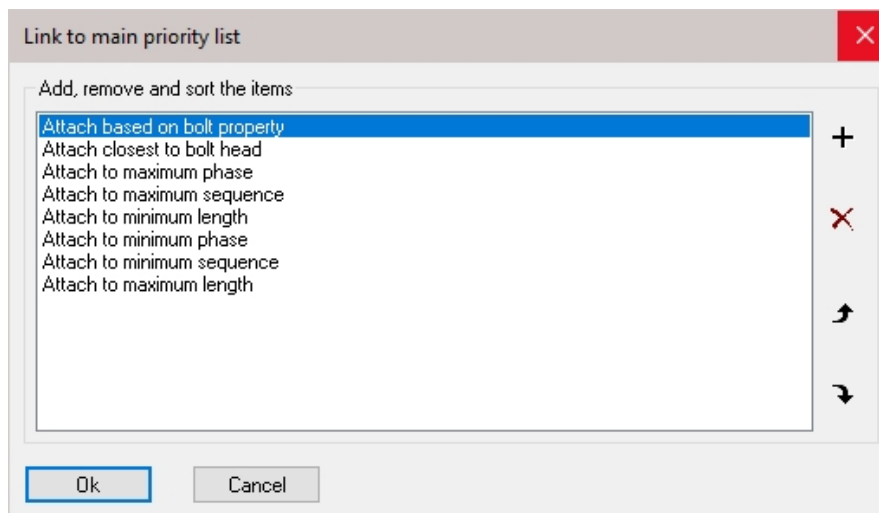 Link to main priority list
Add, remove and sort the items
Attach based on bolt property
Attach closest to bolt head
Attach to maximum phase
Attach to maximum sequence
Attach to minimum length
Attach to minimum phase
Attach to minimum sequence
Attach to maximum length
Ok
Cancel